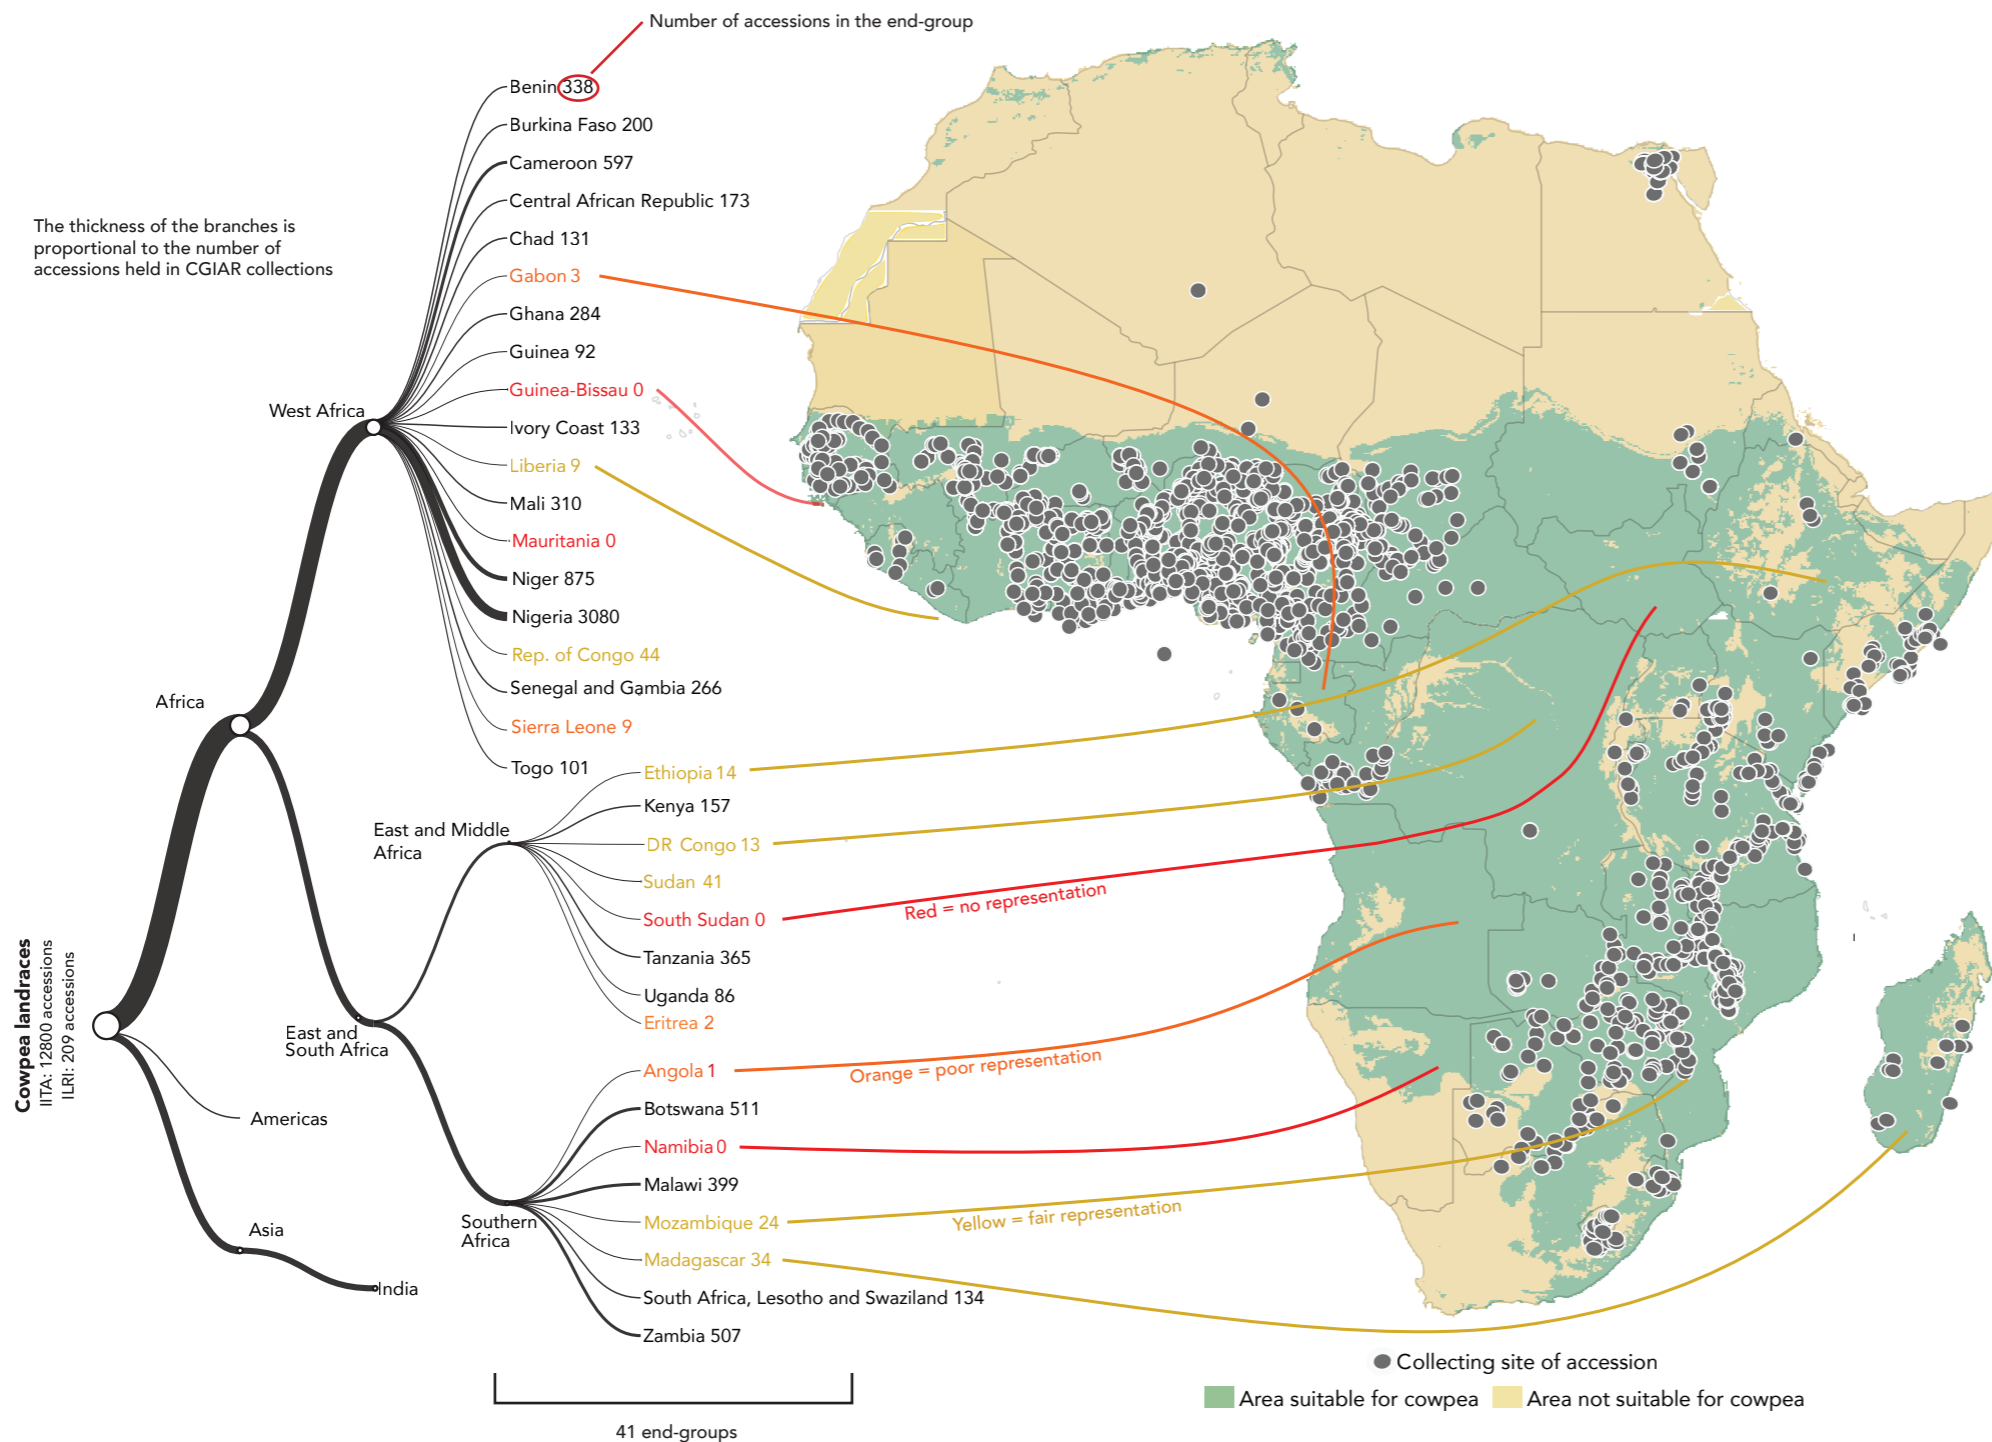 Number of accessions in the end-group
Benin 338
Burkina Faso 200
Cameroon 597
Central African Republic 173
Chad 131
Gabon 3
Ghana 284
Guinea 92
Guinea-Bissau 0
Ivory Coast 133
Liberia 9
Mali 310
Mauritania 0
Niger 875
Nigeria 3080
Rep. of Congo 44
Senegal and Gambia 266
Sierra Leone 9
Togo 101
The thickness of the branches is
proportional to the number of
accessions held in CGIAR collections
West Africa
Africa
Ethiopia 14
Kenya 157
DR Congo 13
Sudan 41
South Sudan 0
Tanzania 365
Uganda 86
Eritrea 2
East and Middle
Africa
Red = no representation
Cowpea landraces
IITA: 12800 accessions
ILRI: 209 accessions
East and
South Africa
Angola 1
Botswana 511
Namibia 0
Malawi 399
Mozambique 24
Madagascar 34
South Africa, Lesotho and Swaziland 134
Zambia 507
Orange = poor representation
Yellow = fair representation
Southern
Africa
Americas
Asia
India
41 end-groups
Collecting site of accession
Area suitable for cowpea
Area not suitable for cowpea